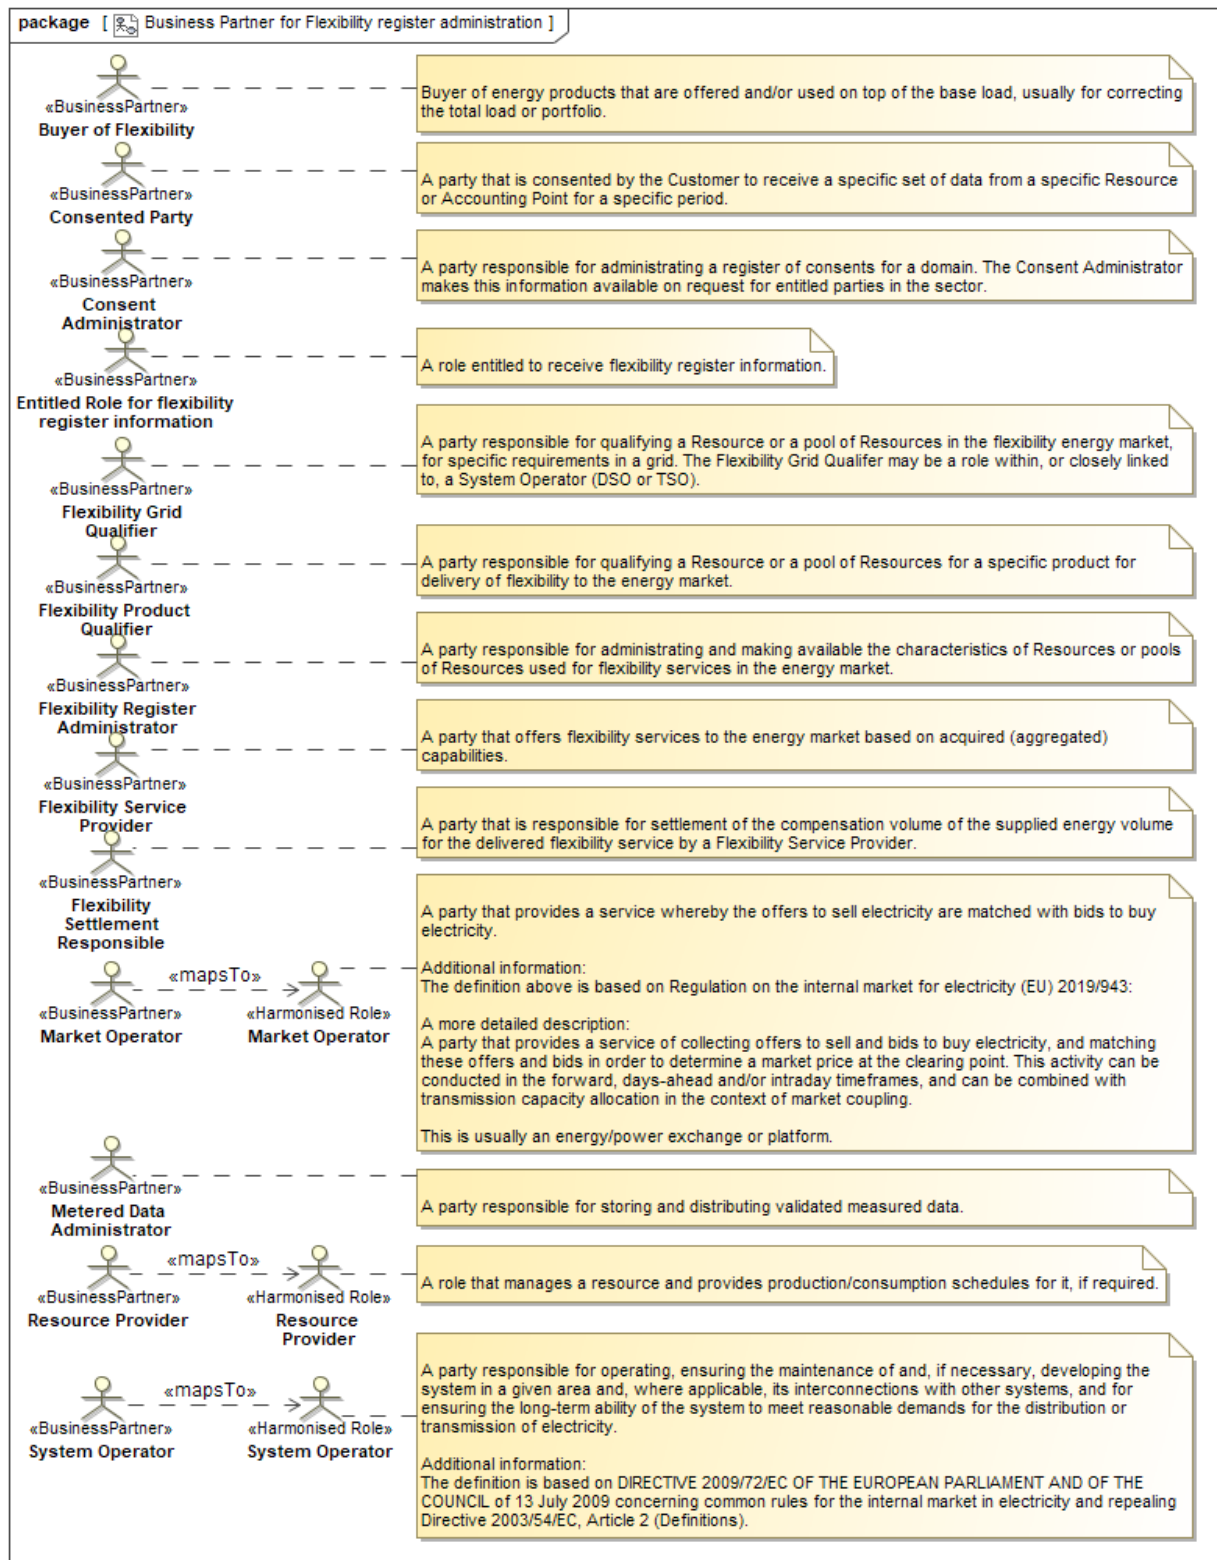 package [ Business Partner for Flexibility register administration ]
«BusinessPartner»
Buyer of Flexibility
Buyer of energy products that are offered and/or used on top of the base load, usually for correcting
the total load or portfolio.
«BusinessPartner»
Consented Party
A party that is consented by the Customer to receive a specific set of data from a specific Resource
or Accounting Point for a specific period.
«BusinessPartner»
Consent
Administrator
A party responsible for administrating a register of consents for a domain. The Consent Administrator
makes this information available on request for entitled parties in the sector.
«BusinessPartner»
Entitled Role for flexibility
register information
A role entitled to receive flexibility register information.
«BusinessPartner»
Flexibility Grid
Qualifier
A party responsible for qualifying a Resource or a pool of Resources in the flexibility energy market,
for specific requirements in a grid. The Flexibility Grid Qualifer may be a role within, or closely linked
to, a System Operator (DSO or TSO).
«BusinessPartner»
Flexibility Product
Qualifier
A party responsible for qualifying a Resource or a pool of Resources for a specific product for
delivery of flexibility to the energy market.
«BusinessPartner»
Flexibility Register
Administrator
A party responsible for administrating and making available the characteristics of Resources or pools
of Resources used for flexibility services in the energy market.
«BusinessPartner»
Flexibility Service
Provider
A party that offers flexibility services to the energy market based on acquired (aggregated)
capabilities.
«BusinessPartner»
Flexibility
Settlement
Responsible
A party that is responsible for settlement of the compensation volume of the supplied energy volume
for the delivered flexibility service by a Flexibility Service Provider.
«BusinessPartner»
Market Operator
«mapsTo»
«Harmonised Role»
Market Operator
A party that provides a service whereby the offers to sell electricity are matched with bids to buy
electricity.
Additional information:
The definition above is based on Regulation on the internal market for electricity (EU) 2019/943:
A more detailed description:
A party that provides a service of collecting offers to sell and bids to buy electricity, and matching
these offers and bids in order to determine a market price at the clearing point. This activity can be
conducted in the forward, days-ahead and/or intraday timeframes, and can be combined with
transmission capacity allocation in the context of market coupling.
This is usually an energy/power exchange or platform.
«BusinessPartner»
Metered Data
Administrator
A party responsible for storing and distributing validated measured data.
«BusinessPartner»
Resource Provider
«mapsTo»
«Harmonised Role»
Resource
Provider
A role that manages a resource and provides production/consumption schedules for it, if required.
«BusinessPartner»
System Operator
«mapsTo»
«Harmonised Role»
System Operator
A party responsible for operating, ensuring the maintenance of and, if necessary, developing the
system in a given area and, where applicable, its interconnections with other systems, and for
ensuring the long-term ability of the system to meet reasonable demands for the distribution or
transmission of electricity.
Additional information:
The definition is based on DIRECTIVE 2009/72/EC OF THE EUROPEAN PARLIAMENT AND OF THE
COUNCIL of 13 July 2009 concerning common rules for the internal market in electricity and repealing
Directive 2003/54/EC, Article 2 (Definitions).